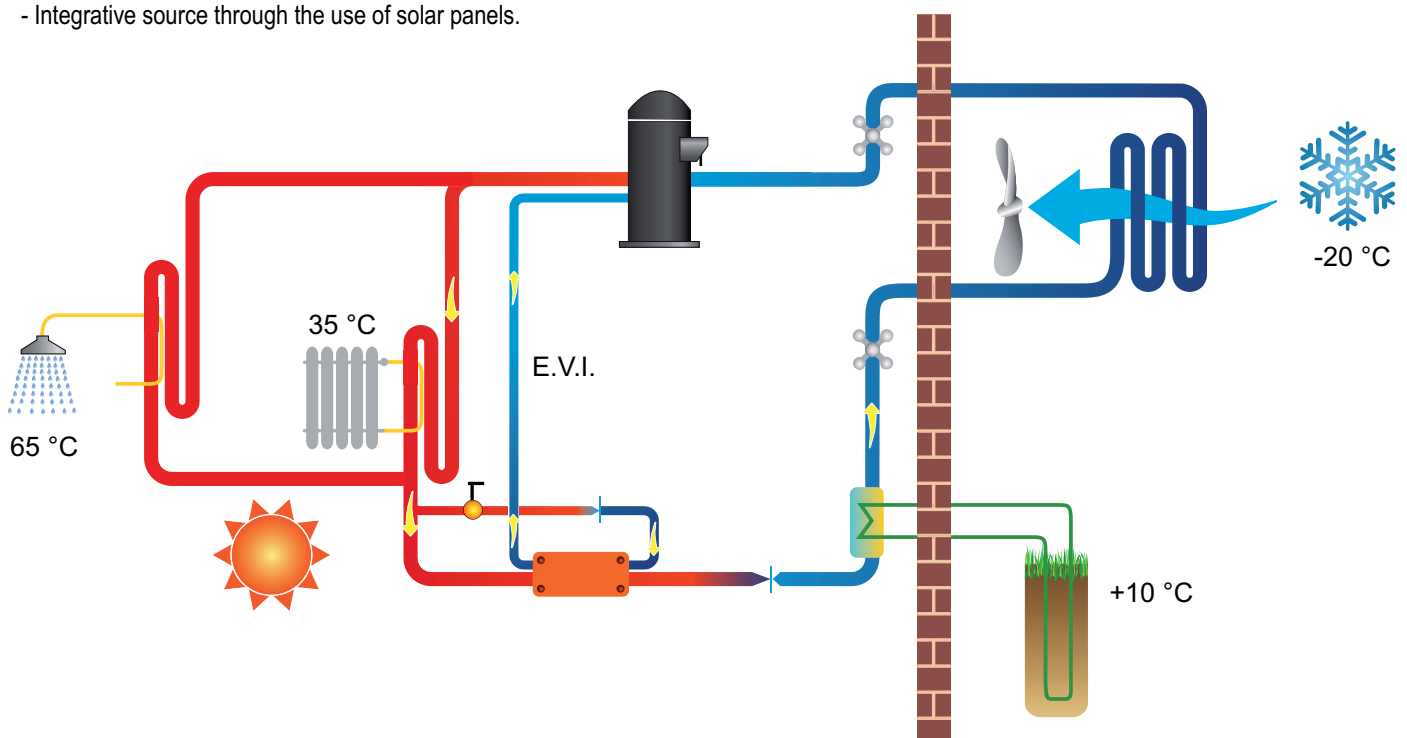 - Integrative source through the use of solar panels.
-20 °C
35 °C
E.V.I.
65 °C
+10 °C